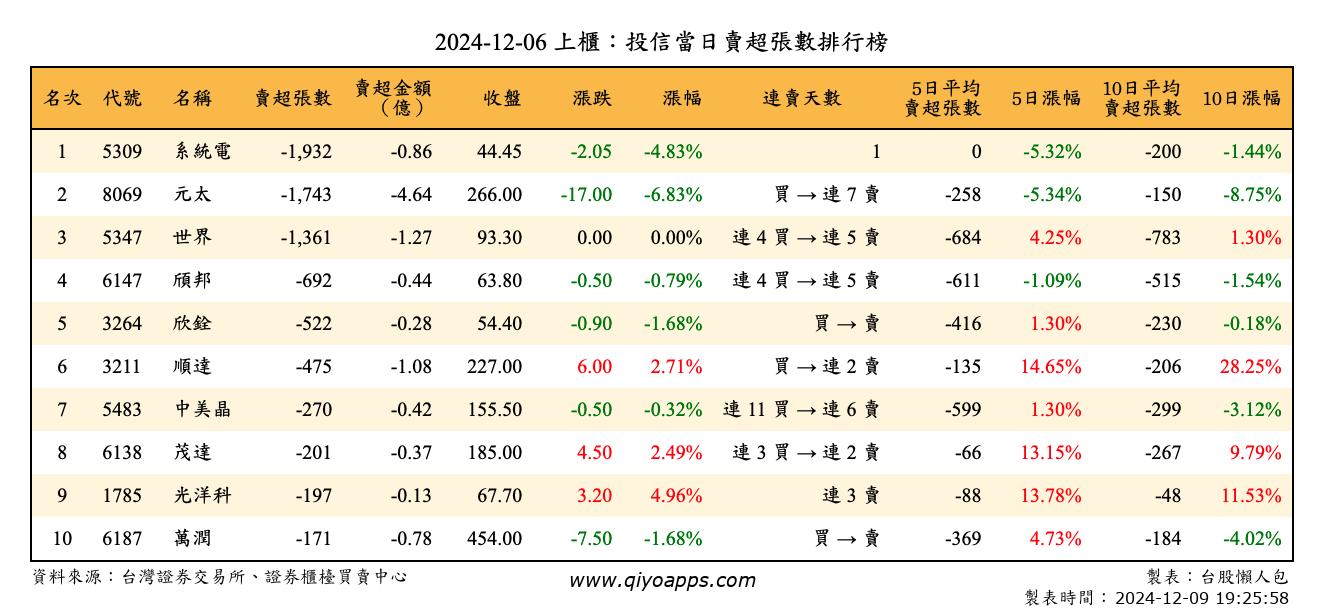 2024-12-06 上櫃：投信當日賣超張數排行榜
名次 代號 名稱 賣超張數 賣超金額（億） 收盤 漲跌 漲幅 連賣天數 5日平均賣超張數 5日漲幅 10日平均賣超張數 10日漲幅
1 5309 系統電 -1,932 -0.86 44.45 -2.05 -4.83% 1 0 -5.32% -200 -1.44%
2 8069 元太 -1,743 -4.64 266.00 -17.00 -6.83% 買 → 連 7 賣 -258 -5.34% -150 -8.75%
3 5347 世界 -1,361 -1.27 93.30 0.00 0.00% 連 4 買 → 連 5 賣 -684 4.25% -783 1.30%
4 6147 頎邦 -692 -0.44 63.80 -0.50 -0.79% 連 4 買 → 連 5 賣 -611 -1.09% -515 -1.54%
5 3264 欣銓 -522 -0.28 54.40 -0.90 -1.68% 買 → 賣 -416 1.30% -230 -0.18%
6 3211 順達 -475 -1.08 227.00 6.00 2.71% 買 → 連 2 賣 -135 14.65% -206 28.25%
7 5483 中美晶 -270 -0.42 155.50 -0.50 -0.32% 連 11 買 → 連 6 賣 -599 1.30% -299 -3.12%
8 6138 茂達 -201 -0.37 185.00 4.50 2.49% 連 3 買 → 連 2 賣 -66 13.15% -267 9.79%
9 1785 光洋科 -197 -0.13 67.70 3.20 4.96% 連 3 賣 -88 13.78% -48 11.53%
10 6187 萬潤 -171 -0.78 454.00 -7.50 -1.68% 買 → 賣 -369 4.73% -184 -4.02%
資料來源：台灣證券交易所、證券櫃檯買賣中心 www.qiyoapps.com 製表：台股懶人包
製表時間：2024-12-09 19:25:58